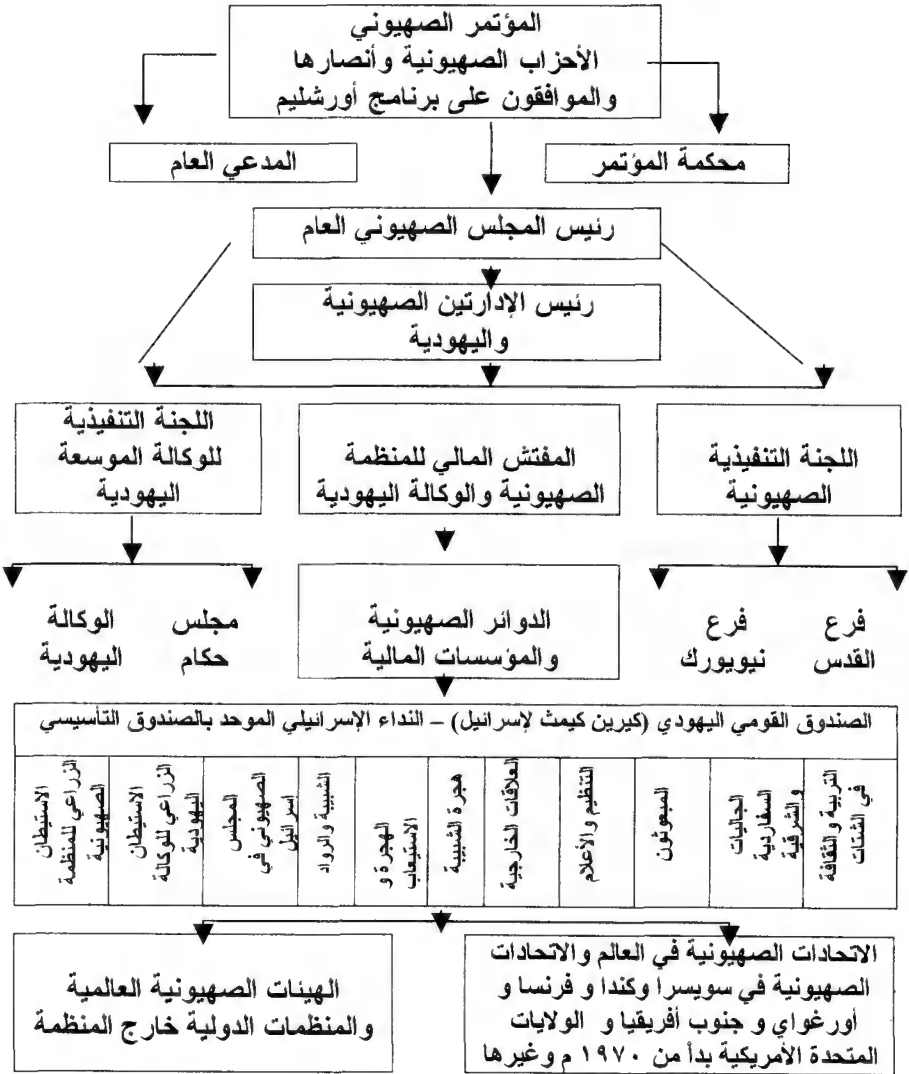 المؤتمر الصهيوني
الأحزاب الصهيونية وأنصارها
والموافقون على برنامج أورشليم
محكمة المؤتمر
المدعي العام
رئيس المجلس الصهيوني العام
رئيس الإدارتين الصهيونية
واليهودية
اللجنة التنفيذية
الصهيونية
المفتش المالي للمنظمة
الصهيونية والوكالة اليهودية
اللجنة التنفيذية
للوكالة الموسعة
اليهودية
فرع
القدس
فرع
نيويورك
الدوائر الصهيونية
والمؤسسات المالية
مجلس
حكام
الوكالة
اليهودية
الصندوق القومي اليهودي (كيرين كيمث لإسرائيل) – النداء الإسرائيلي الموحد بالصندوق التأسيسي
التربية و الثقافة
في الشتات
الجاليات
السفاردية
و الشرقية
المبعوثون
التنظيم والأعلام
العلاقات الخارجية
هجرة الشبيبة
الهجرة و
الاستيعاب
الشبيبة والرواد
المجلس
الصهيوني في
إسرائيل
الاستيطان
الزراعي للوكالة
اليهودية
الاستيطان
الزراعي للمنظمة
الصهيونية
الاتحادات الصهيونية في العالم والاتحادات
الصهيونية في سويسرا وكندا و فرنسا و
أورغواي و جنوب أفريقيا و الولايات
المتحدة الأمريكية بدأ من ١٩٧٠ م وغيرها
الهيئات الصهيونية العالمية
والمنظمات الدولية خارج المنظمة